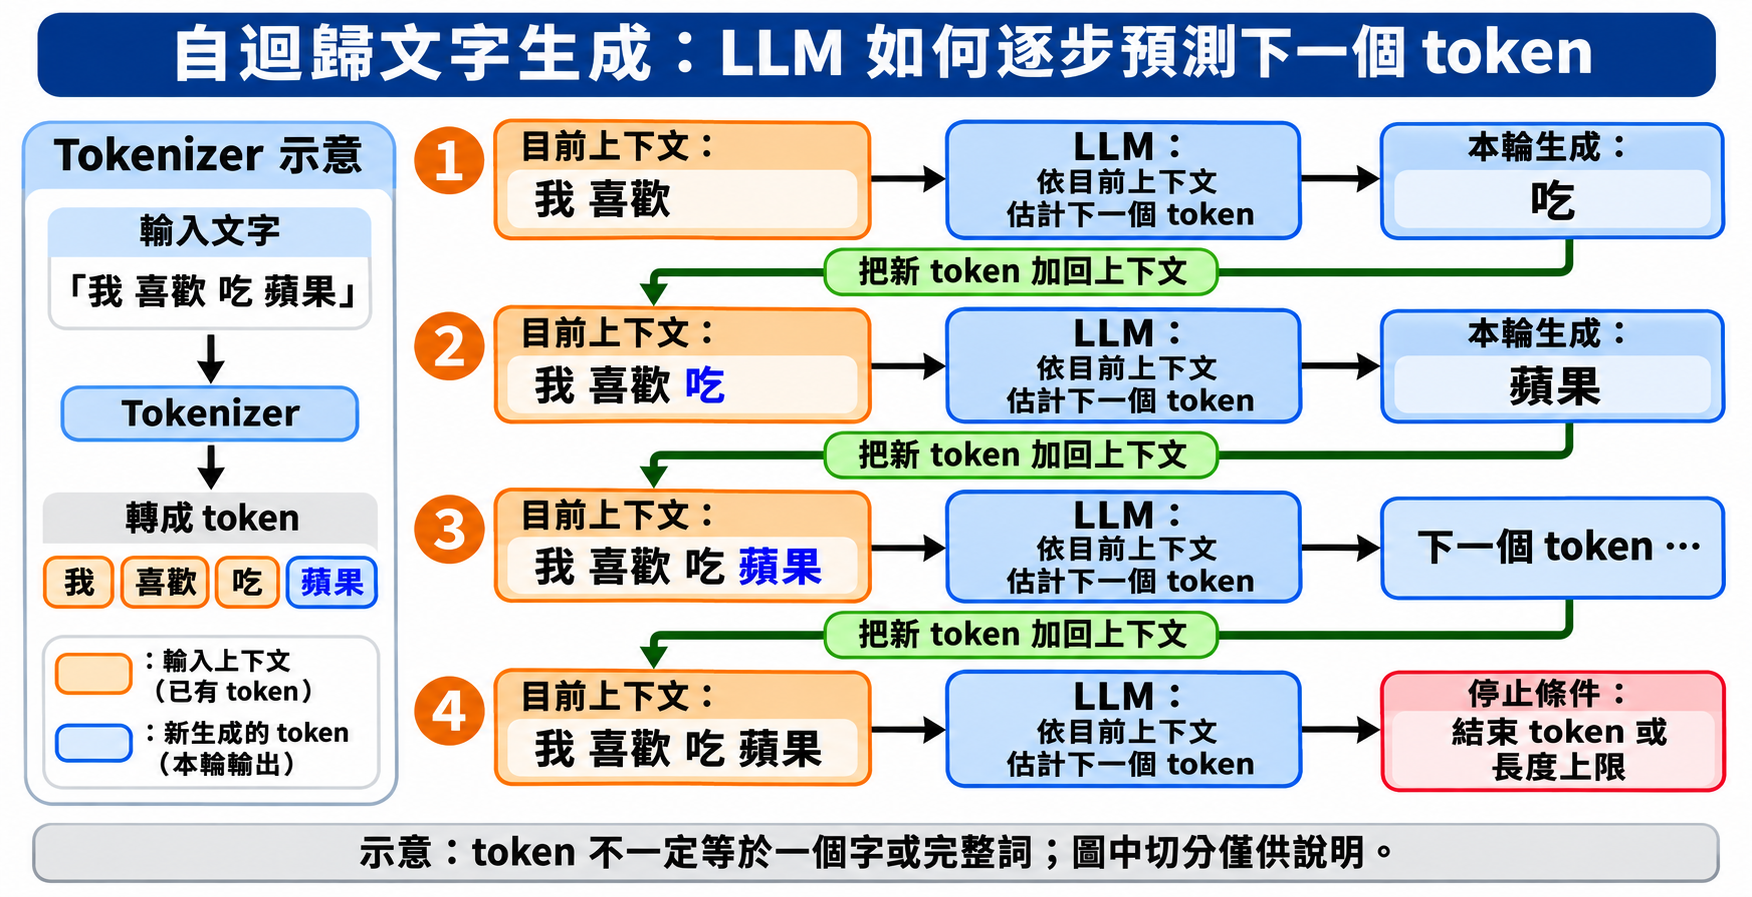 自迴歸文字生成：LLM 如何逐步預測下一個 token
Tokenizer 示意
輸入文字
「我 喜歡 吃 蘋果」
Tokenizer
轉成 token
我 喜歡 吃 蘋果
：輸入上下文
（已有 token）
：新生成的 token
（本輪輸出）
1
目前上下文：
我 喜歡
LLM：
依目前上下文
估計下一個 token
本輪生成：
吃
把新 token 加回上下文
2
目前上下文：
我 喜歡 吃
LLM：
依目前上下文
估計下一個 token
本輪生成：
蘋果
把新 token 加回上下文
3
目前上下文：
我 喜歡 吃 蘋果
LLM：
依目前上下文
估計下一個 token
下一個 token …
把新 token 加回上下文
4
目前上下文：
我 喜歡 吃 蘋果
LLM：
依目前上下文
估計下一個 token
停止條件：
結束 token 或
長度上限
示意：token 不一定等於一個字或完整詞；圖中切分僅供說明。